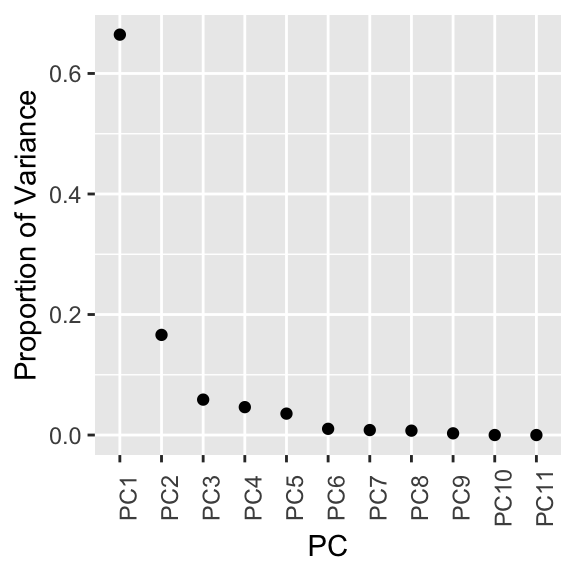 Proportion of Variance
0.6
0.4
0.2
0.0
PC1
PC2
PC3
PC4
PC5
PC6
PC7
PC8
PC9
PC10
PC11
PC